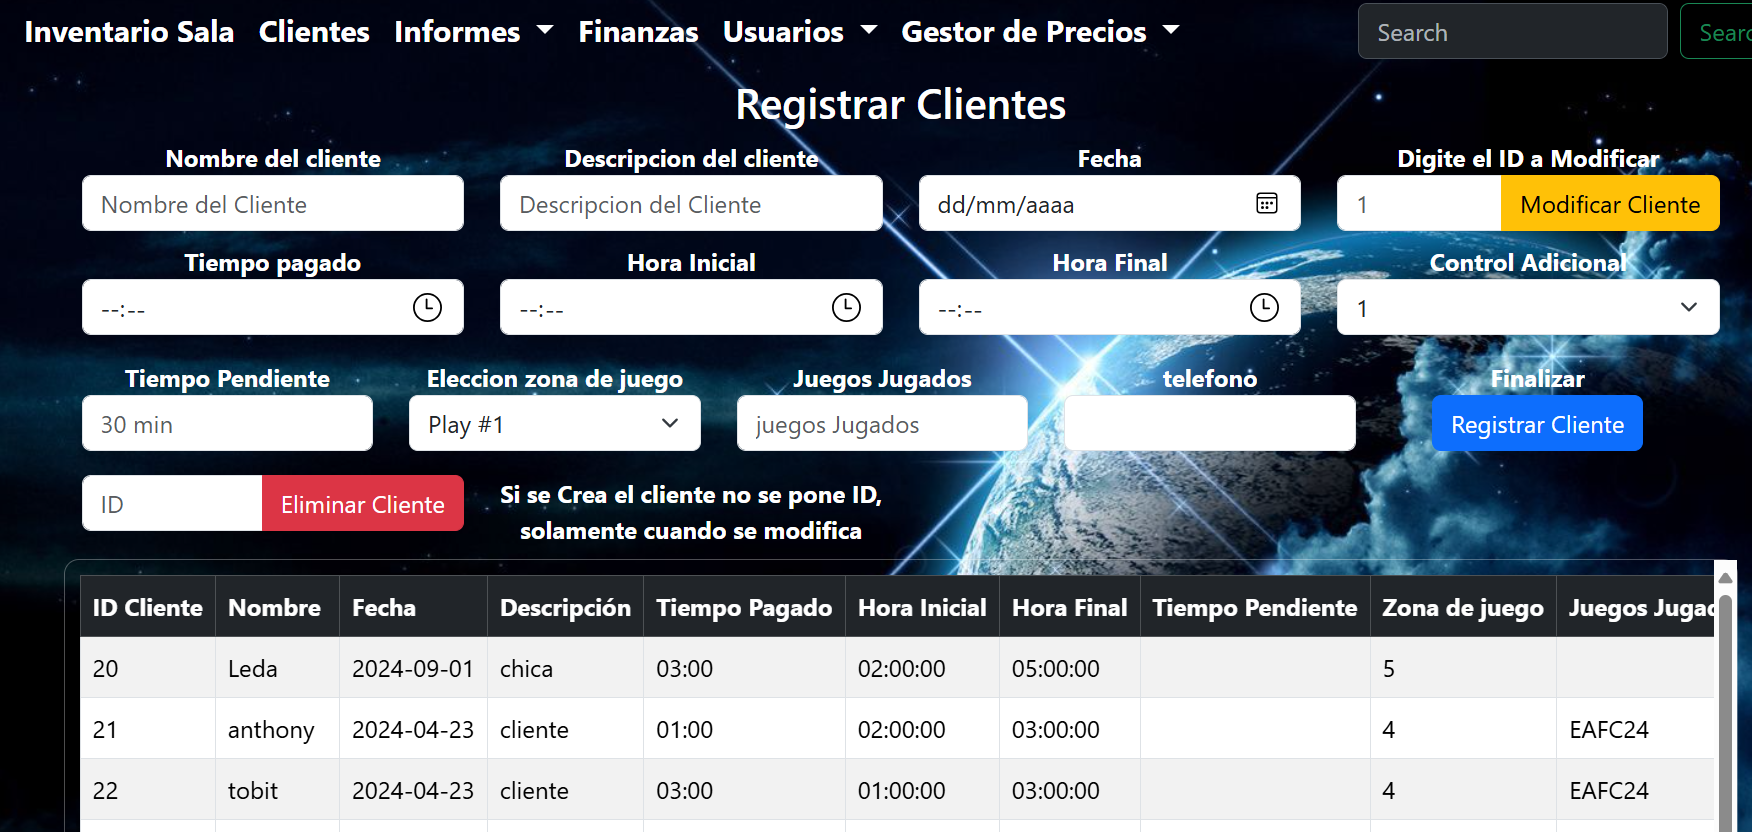 Inventario Sala Clientes Informes Finanzas Usuarios Gestor de Precios Search Searc
Registrar Clientes
Nombre del cliente Descripcion del cliente Fecha Digite el ID a Modificar
Nombre del Cliente Descripcion del Cliente dd/mm/aaaa 1 Modificar Cliente
Tiempo pagado Hora Inicial Hora Final Control Adicional
--:-- --:-- --:-- 1
Tiempo Pendiente Eleccion zona de juego Juegos Jugados telefono Finalizar
30 min Play #1 juegos Jugados Registrar Cliente
ID Eliminar Cliente
Si se Crea el cliente no se pone ID,
solamente cuando se modifica
ID Cliente Nombre Fecha Descripción Tiempo Pagado Hora Inicial Hora Final Tiempo Pendiente Zona de juego Juegos Jugad
20 Leda 2024-09-01 chica 03:00 02:00:00 05:00:00 5
21 anthony 2024-04-23 cliente 01:00 02:00:00 03:00:00 4 EAFC24
22 tobit 2024-04-23 cliente 03:00 01:00:00 03:00:00 4 EAFC24